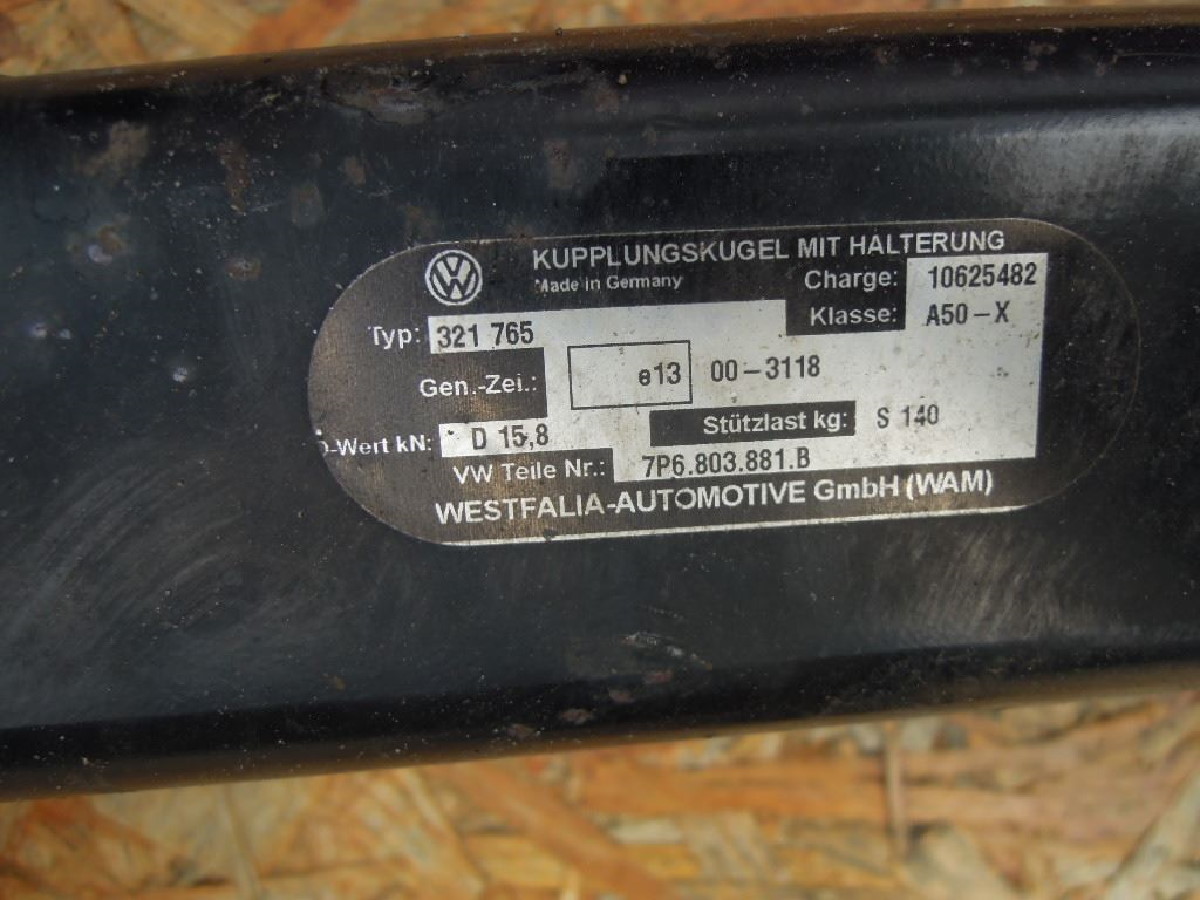 KUPPLUNGSKUGEL MIT HALTERUNG
Made in Germany Charge: 10625482
Klasse: A50-X
Typ: 321 765
Gen.-Zei.: e13 00-3118
Stützlast kg: S 140
D-Wert kN: D 15,8
VW Teile Nr.: 7P6.803.881.B
WESTFALIA-AUTOMOTIVE GmbH (WAM)